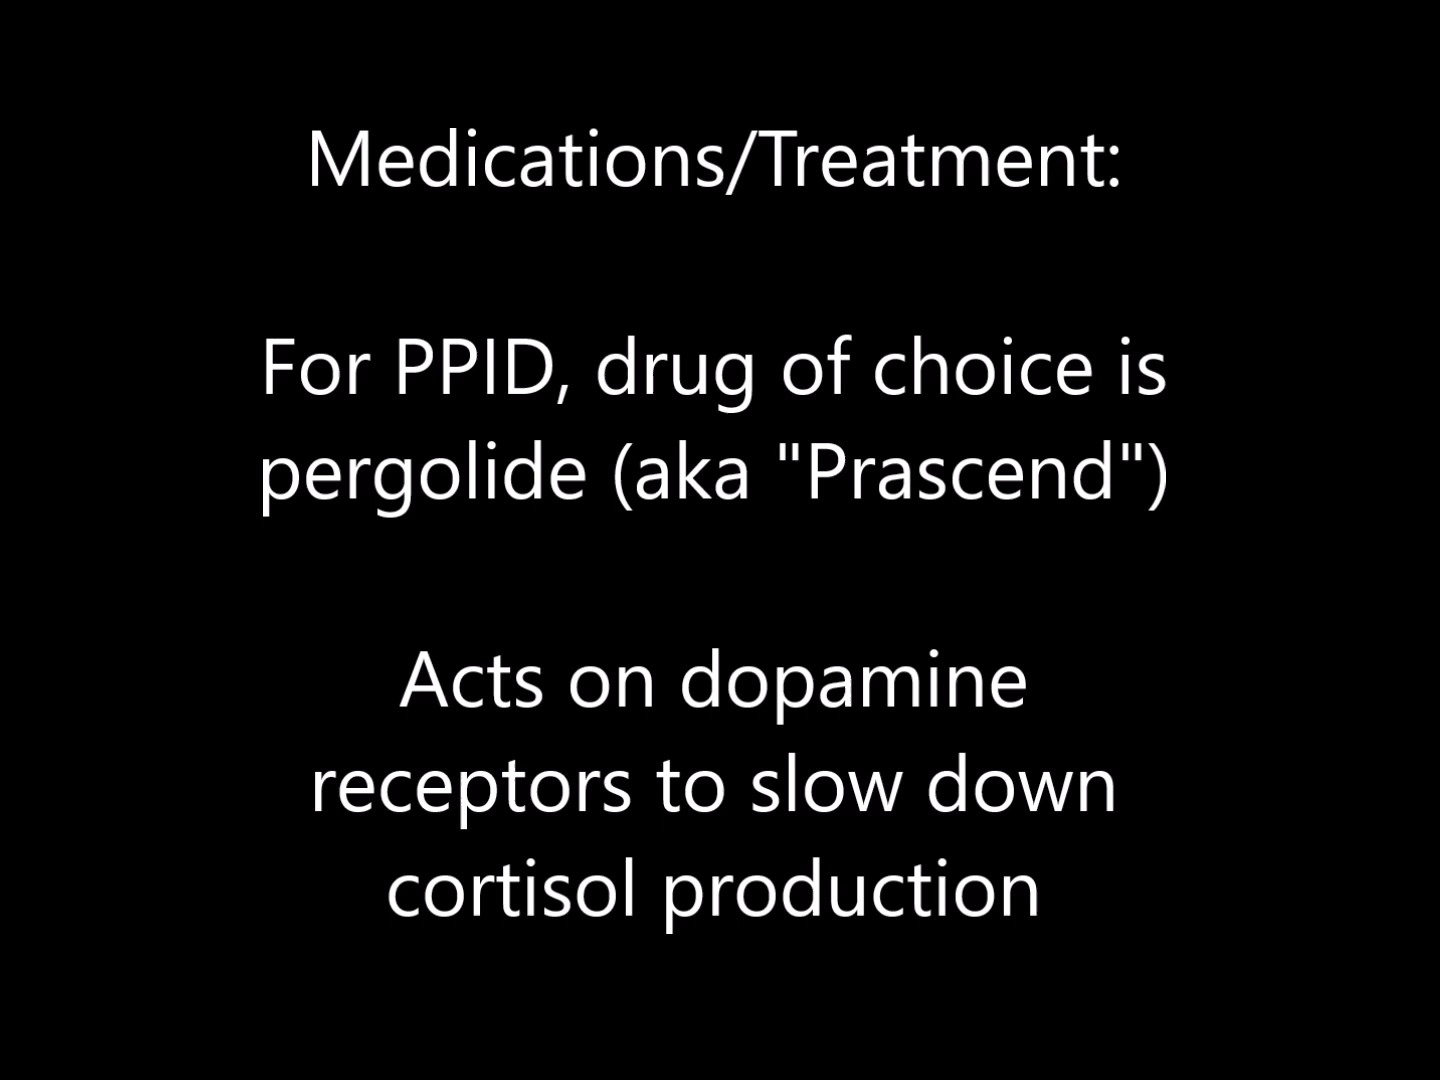 Medications/Treatment:
For PPID, drug of choice is
pergolide (aka "Prascend")
Acts on dopamine
receptors to slow down
cortisol production